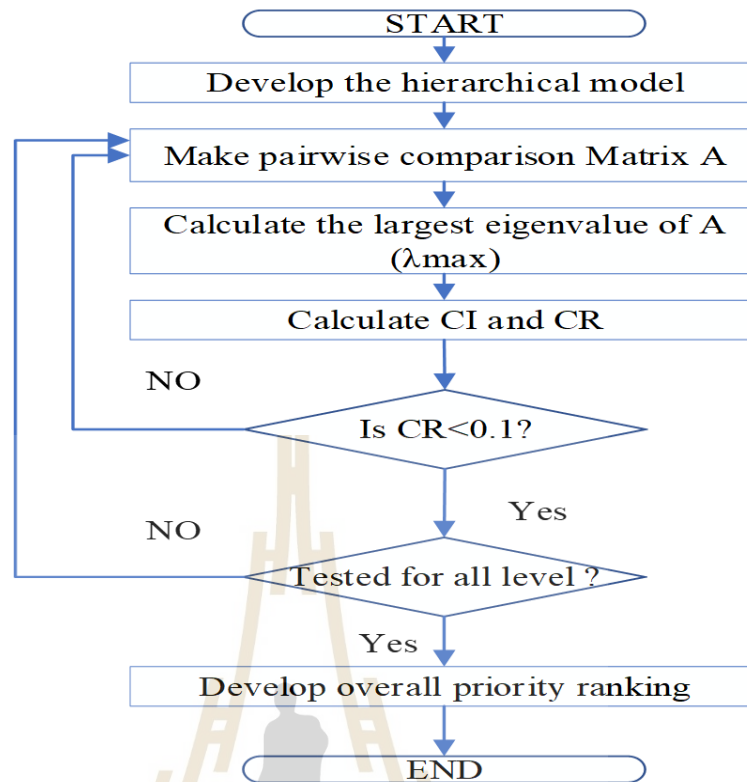 START
Develop the hierarchical model
Make pairwise comparison Matrix A
Calculate the largest eigenvalue of A
(λmax)
Calculate CI and CR
NO
Is CR<0.1?
Yes
NO
Tested for all level ?
Yes
Develop overall priority ranking
END